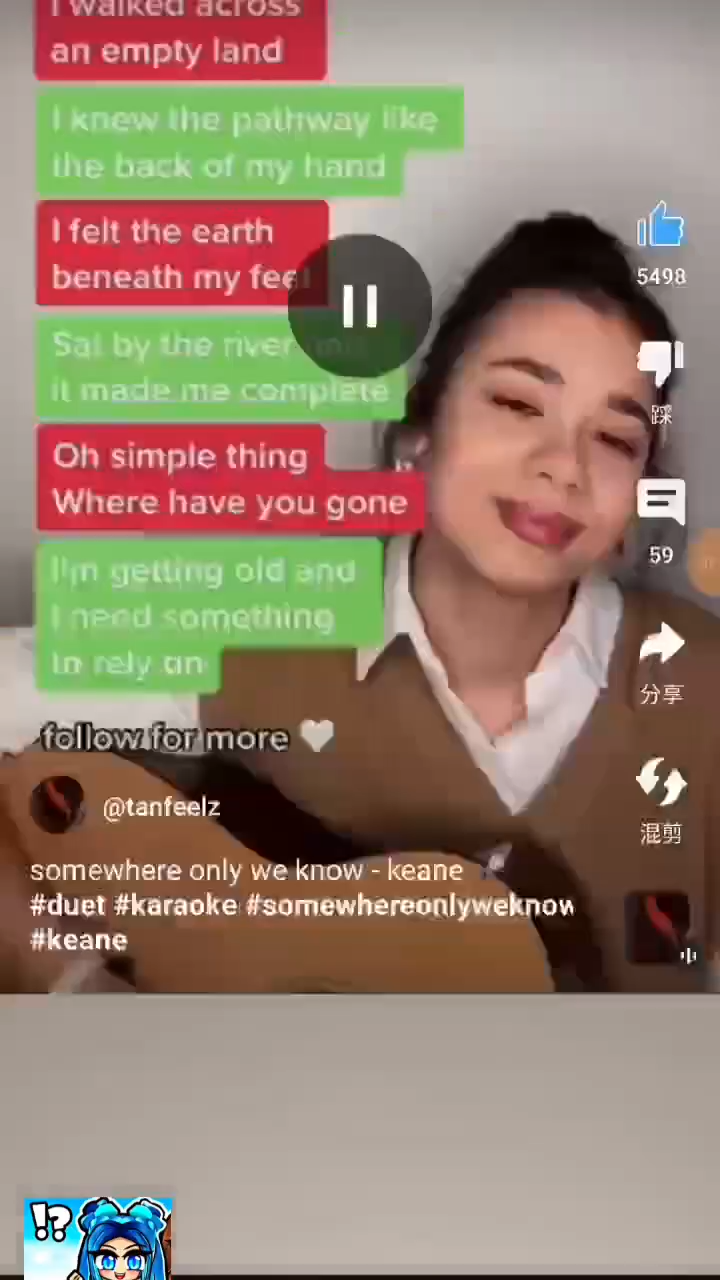 I walked across
an empty land
I knew the pathway like
the back of my hand
I felt the earth
beneath my feet
Sat by the river
it made me complete
Oh simple thing
Where have you gone
I'm getting old and
I need something
to rely on
follow for more
@tanfeelz
somewhere only we know - keane
#duet #karaoke #somewhereonlyweknow
#keane
5498
踩
59
分享
混剪
!?